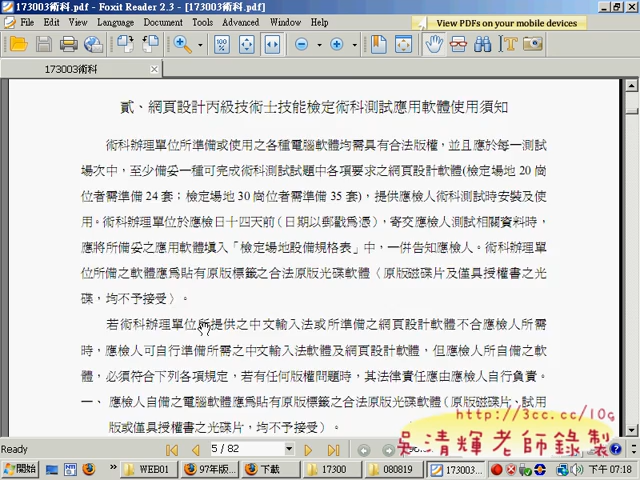 173003術科.pdf - Foxit Reader 2.3 - [173003術科.pdf]
File Edit View Language Document Tools Advanced Window Help
View PDFs on your mobile devices
173003術科
貳、網頁設計丙級技術士技能檢定術科測試應用軟體使用須知
術科辦理單位所準備或使用之各種電腦軟體均需具有合法版權，並且應於每一測試
場次中，至少備妥一種可完成術科測試試題中各項要求之網頁設計軟體(檢定場地 20 崗
位者需準備 24 套；檢定場地 30 崗位者需準備 35 套)，提供應檢人術科測試時安裝及使
用。術科辦理單位於應檢日十四天前（日期以郵戳為憑），寄交應檢人測試相關資料時，
應將所備妥之應用軟體填入「檢定場地設備規格表」中，一併告知應檢人。術科辦理單
位所備之軟體應為貼有原版標籤之合法原版光碟軟體（原版磁碟片及僅具授權書之光
碟，均不予接受）。
若術科辦理單位所提供之中文輸入法或所準備之網頁設計軟體不合應檢人所需
時，應檢人可自行準備所需之中文輸入法軟體及網頁設計軟體，但應檢人所自備之軟
體，必須符合下列各項規定，若有任何版權問題時，其法律責任應由應檢人自行負責。
一、 應檢人自備之電腦軟體應為貼有原版標籤之合法原版光碟軟體（原版磁碟片、試用
版或僅具授權書之光碟片，均不予接受）。
http://3cc.cc/10g
吳清輝老師錄製
Ready
5 / 82
開始
WEB01
97年版...
下載
17300
080819
173003...
下午 07:18